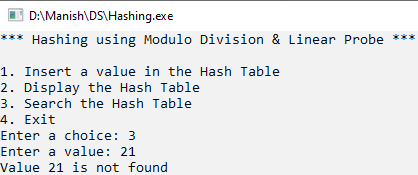 D:\Manish\DS\Hashing.exe
*** Hashing using Modulo Division & Linear Probe ***
1. Insert a value in the Hash Table
2. Display the Hash Table
3. Search the Hash Table
4. Exit
Enter a choice: 3
Enter a value: 21
Value 21 is not found